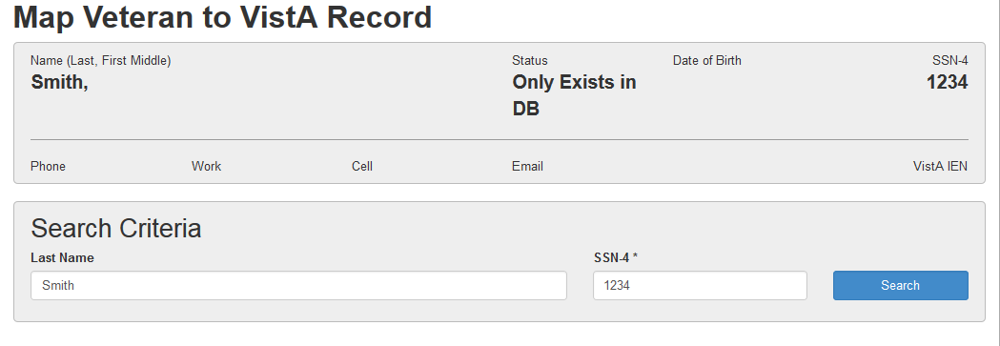 Map Veteran to VistA Record
Name (Last, First Middle) Status Date of Birth SSN-4
Smith, Only Exists in 1234
DB
Phone Work Cell Email VistA IEN
Search Criteria
Last Name SSN-4 *
Smith 1234 Search